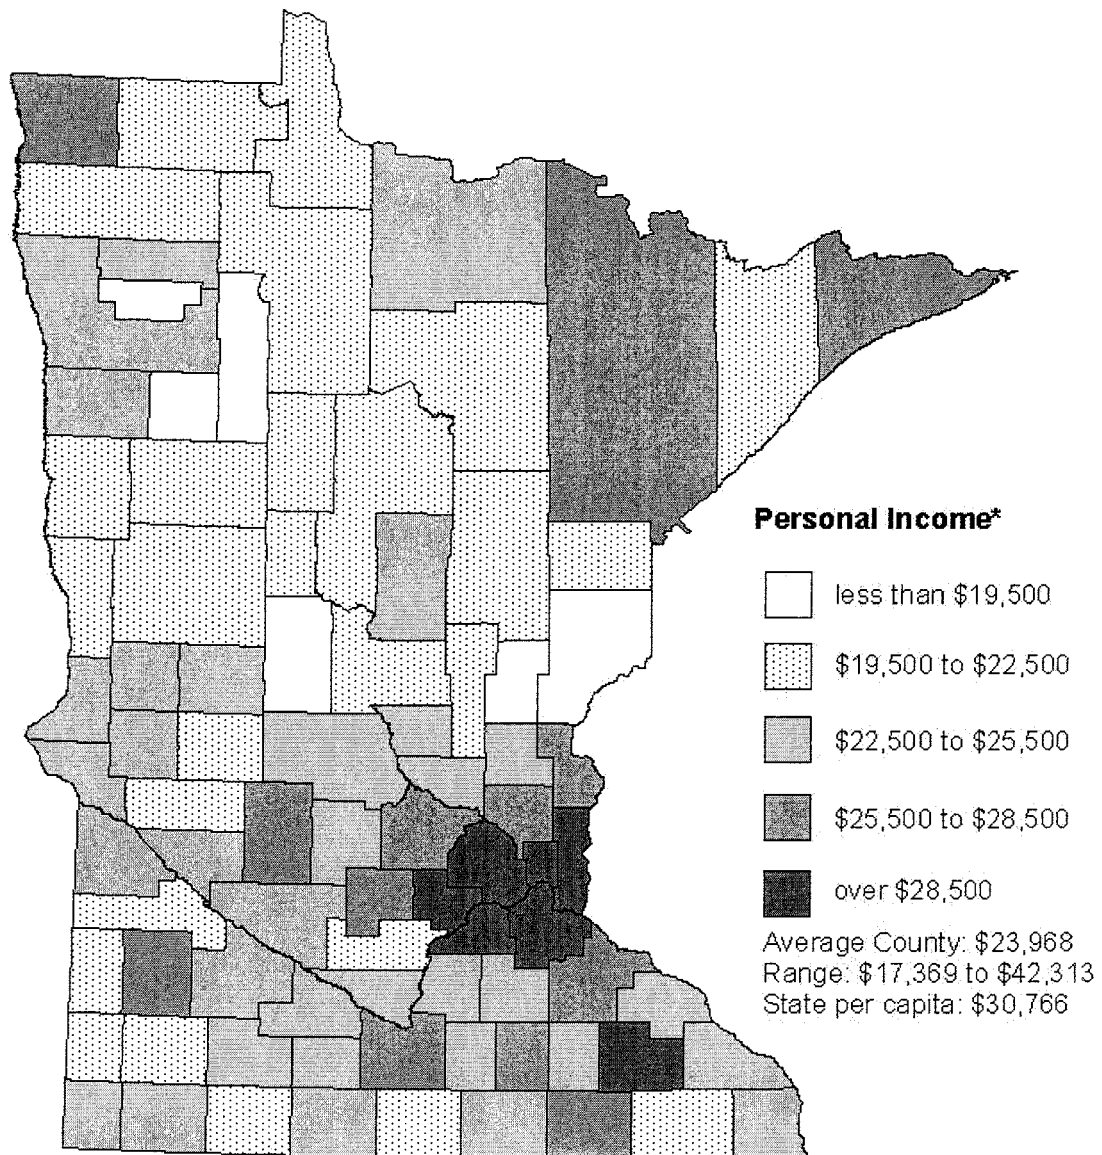 Personal Income*
less than $19,500
$19,500 to $22,500
$22,500 to $25,500
$25,500 to $28,500
over $28,500
Average County: $23,968
Range: $17,369 to $42,313
State per capita: $30,766